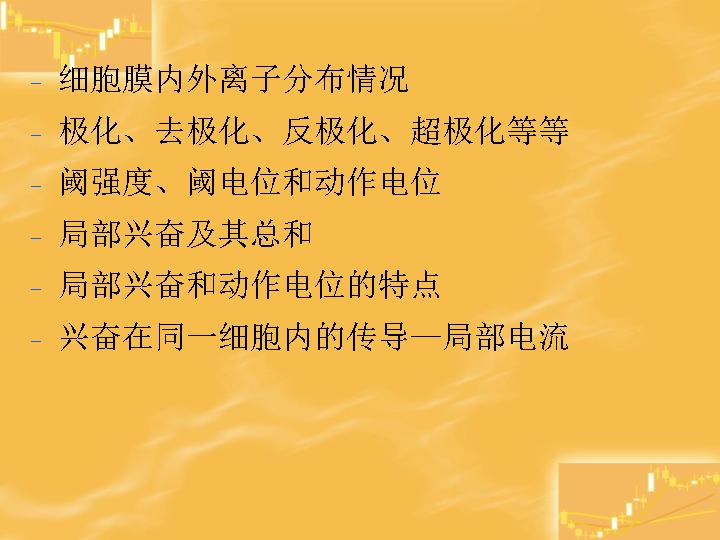 – 细胞膜内外离子分布情况
– 极化、去极化、反极化、超极化等等
– 阈强度、阈电位和动作电位
– 局部兴奋及其总和
– 局部兴奋和动作电位的特点
– 兴奋在同一细胞内的传导—局部电流